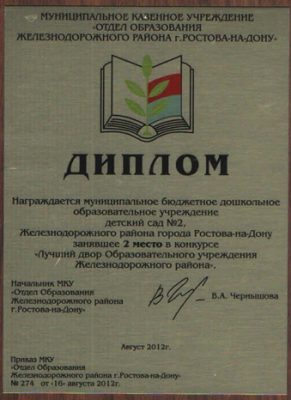 МУНИЦИПАЛЬНОЕ КАЗЕННОЕ УЧРЕЖДЕНИЕ
«ОТДЕЛ ОБРАЗОВАНИЯ
ЖЕЛЕЗНОДОРОЖНОГО РАЙОНА г.РОСТОВА-НА-ДОНУ»
ДИПЛОМ
Награждается муниципальное бюджетное дошкольное
образовательное учреждение
детский сад №2,
Железнодорожного района города Ростова-на-Дону
занявшее 2 место в конкурсе
«Лучший двор Образовательного учреждения
Железнодорожного района».
Начальник МКУ
«Отдел Образования
Железнодорожного района
г.Ростова-на-Дону»
В.А. Чернышова
Август 2012г.
Приказ МКУ
«Отдел Образования
Железнодорожного района г.Ростова-на-Дону»
№ 274 от «16» августа 2012г.